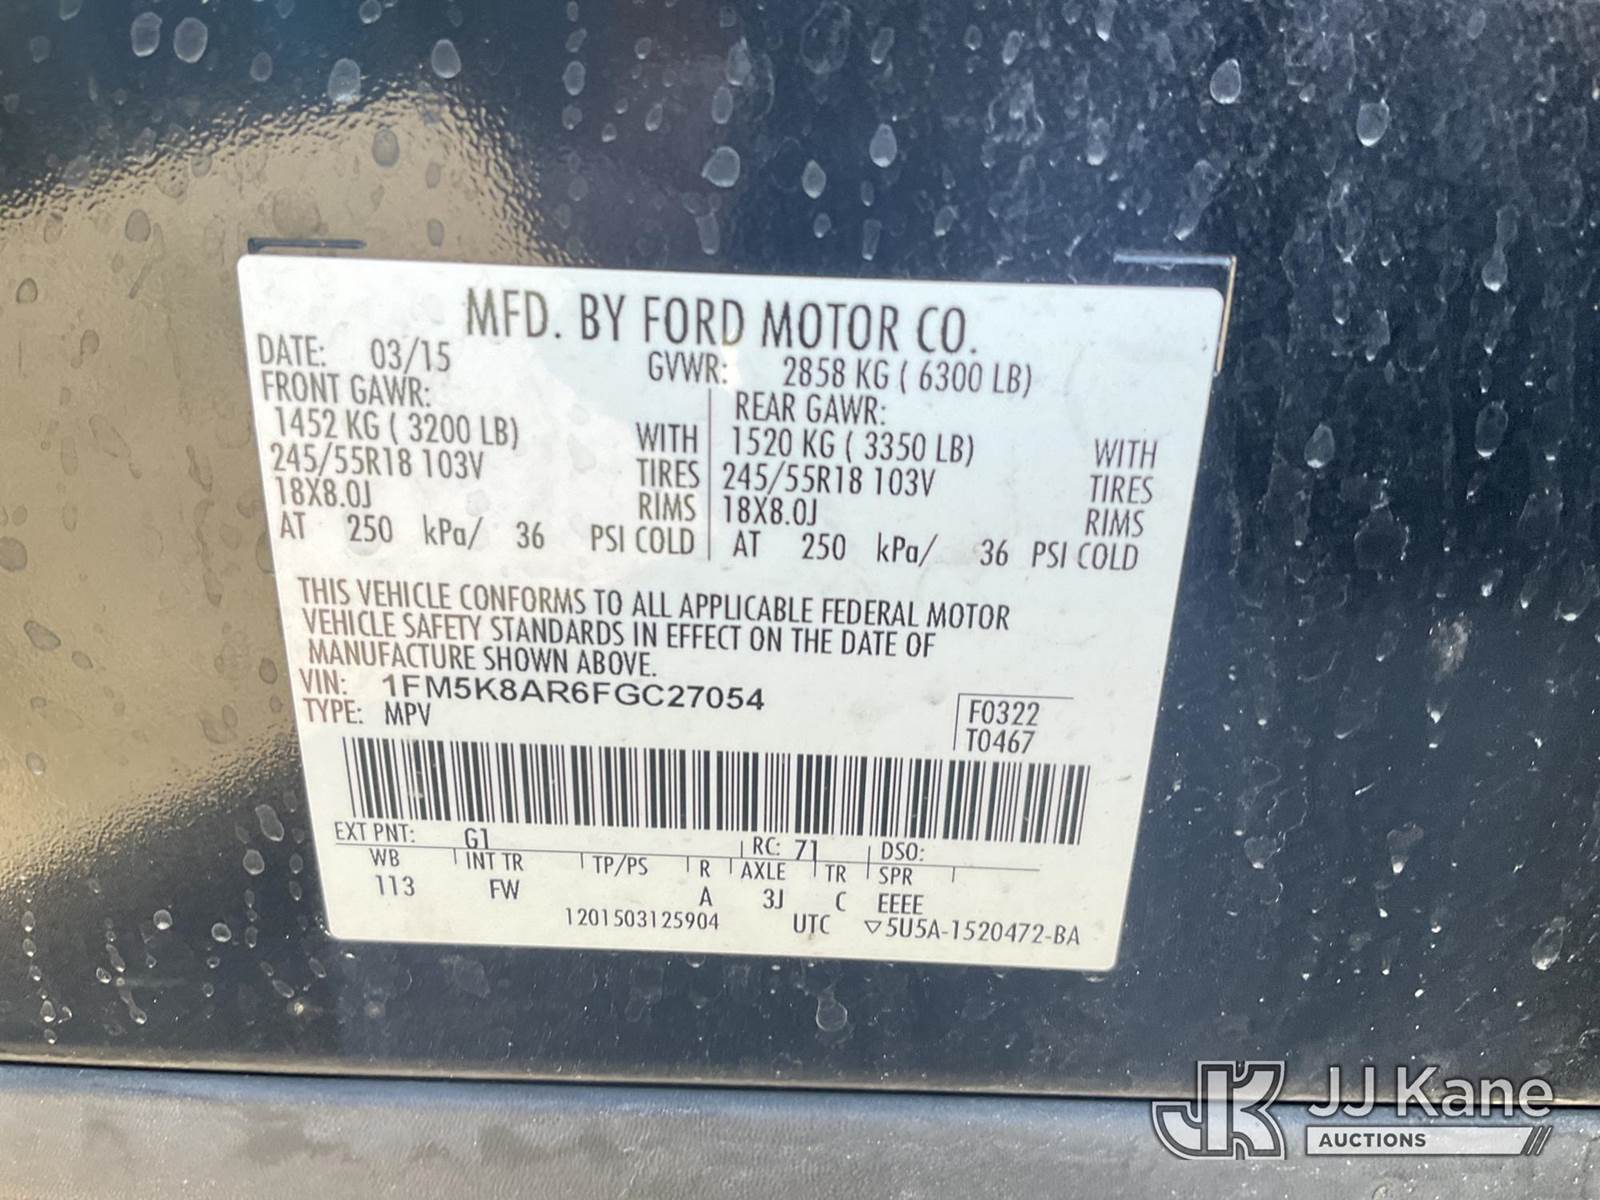 MFD. BY FORD MOTOR CO.
DATE: 03/15 GVWR: 2858 KG ( 6300 LB)
FRONT GAWR: REAR GAWR:
1452 KG ( 3200 LB) WITH 1520 KG ( 3350 LB) WITH
245/55R18 103V TIRES 245/55R18 103V TIRES
18X8.0J RIMS 18X8.0J RIMS
AT 250 kPa/ 36 PSI COLD AT 250 kPa/ 36 PSI COLD
THIS VEHICLE CONFORMS TO ALL APPLICABLE FEDERAL MOTOR
VEHICLE SAFETY STANDARDS IN EFFECT ON THE DATE OF
MANUFACTURE SHOWN ABOVE.
VIN: 1FM5K8AR6FGC27054
TYPE: MPV
F0322
T0467
EXT PNT: G1 RC: 71 DSO:
WB INT TR TP/PS R AXLE TR SPR
113 FW A 3J C EEEE
1201503125904 UTC ▽5U5A-1520472-BA
JK JJ Kane
AUCTIONS